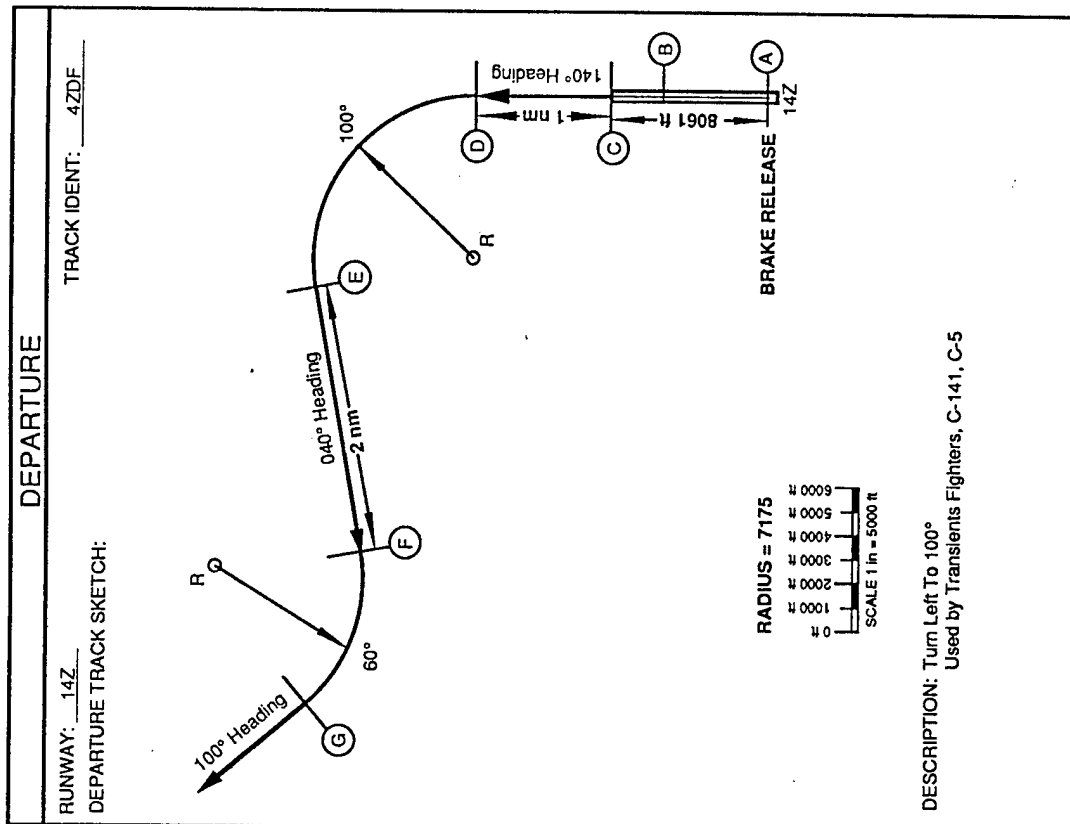 DEPARTURE
RUNWAY: 14Z
TRACK IDENT: 4ZDF
DEPARTURE TRACK SKETCH:
100° Heading
G
60°
R
F
040° Heading
2 nm
E
R
100°
D
1 nm
140° Heading
C
8061 ft
B
A
14Z
BRAKE RELEASE
RADIUS = 7175
0 ft
1000 ft
2000 ft
3000 ft
4000 ft
5000 ft
6000 ft
SCALE 1 in = 5000 ft
DESCRIPTION: Turn Left To 100°
Used by Transients Fighters, C-141, C-5